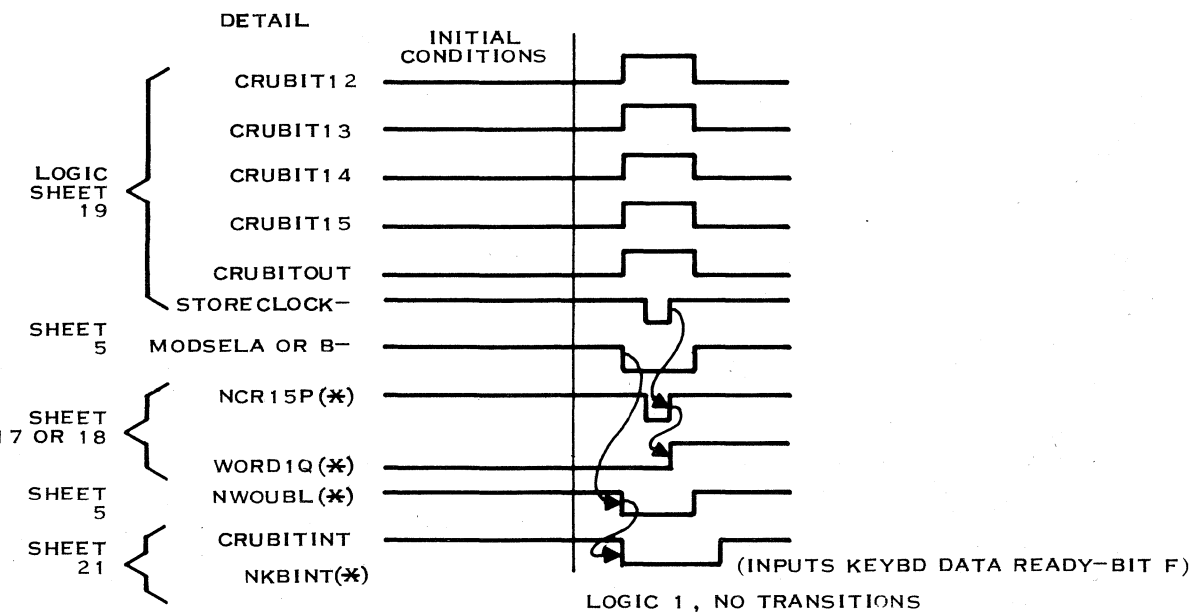 DETAIL
INITIAL
CONDITIONS
CRUBIT12
CRUBIT13
LOGIC
SHEET
19
CRUBIT14
CRUBIT15
CRUBITOUT
STORECLOCK-
SHEET
5
MODSELA OR B-
NCR15P(*)
SHEET
17 OR 18
WORD1Q(*)
SHEET
5
NWOUBL(*)
SHEET
21
CRUBITINT
NKBINT(*)
(INPUTS KEYBD DATA READY-BIT F)
LOGIC 1, NO TRANSITIONS